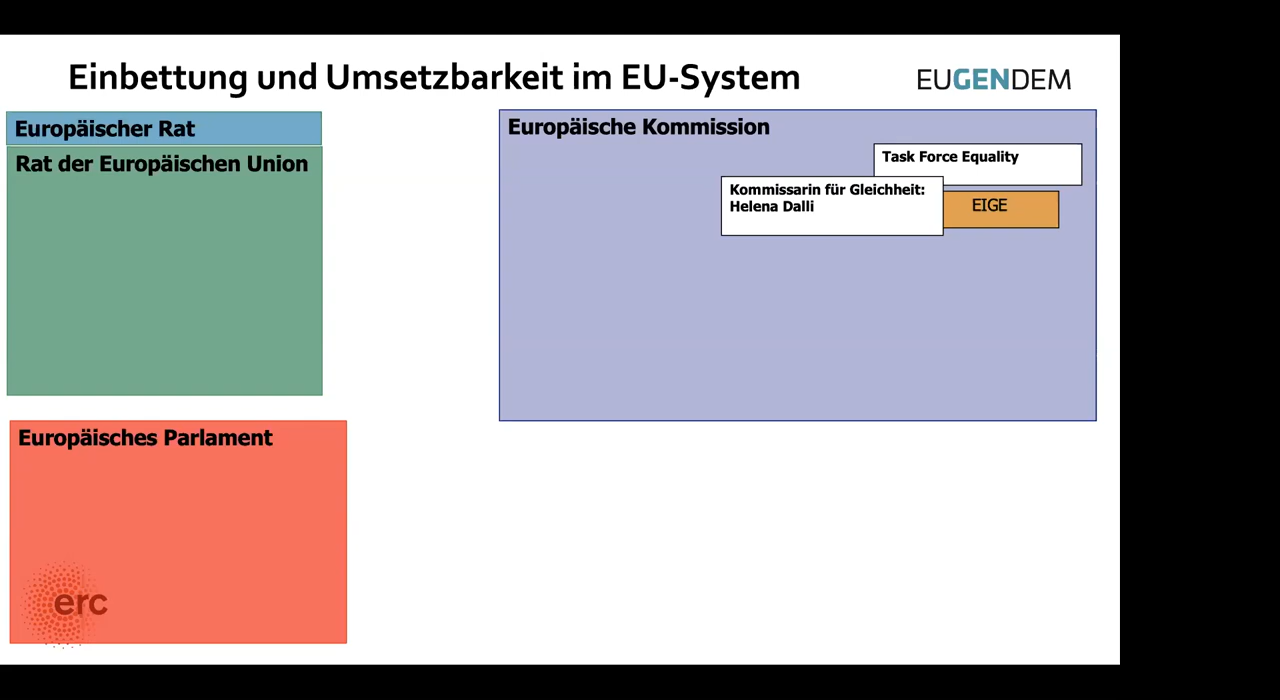 Einbettung und Umsetzbarkeit im EU-System
EUGENDEM
Europäischer Rat
Rat der Europäischen Union
Europäische Kommission
Task Force Equality
Kommissarin für Gleichheit:
Helena Dalli
EIGE
Europäisches Parlament
erc